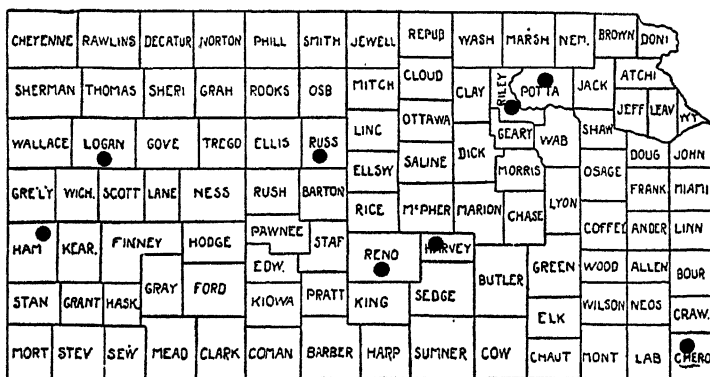 CHEYENNE RAWLINS DECATUR NORTON PHILL SMITH JEWELL REPUB WASH MARSH NEM. BROWN DONI
SHERMAN THOMAS SHERI GRAH ROOKS OSB MITCH CLOUD CLAY RILEY POTTA JACK ATCHI
JEFF LEAV WY
WALLACE LOGAN GOVE TREGO ELLIS RUSS LINC OTTAWA GEARY WAB SHAW
ELLSW SALINE DICK MORRIS OSAGE DOUG JOHN
GRE'LY WICH. SCOTT LANE NESS RUSH BARTON RICE McPHER MARION CHASE LYON FRANK MIAMI
HAM KEAR. FINNEY HODGE PAWNEE STAF RENO HARVEY COFFEE ANDER LINN
EDW. BUTLER GREEN WOOD ALLEN BOUR
STAN GRANT HASK. GRAY FORD KIOWA PRATT KING SEDGE ELK WILSON NEOS CRAW.
MORT STEV SEW MEAD CLARK COMAN BARBER HARP SUMNER COW CHAUT MONT LAB CHERO